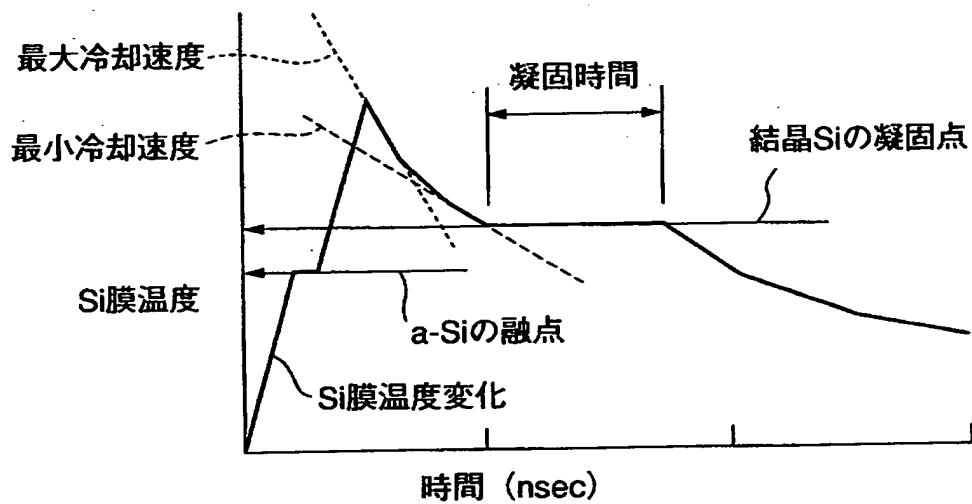 最大冷却速度
凝固時間
最小冷却速度
結晶Siの凝固点
Si膜温度
a-Siの融点
Si膜温度変化
時間（nsec）